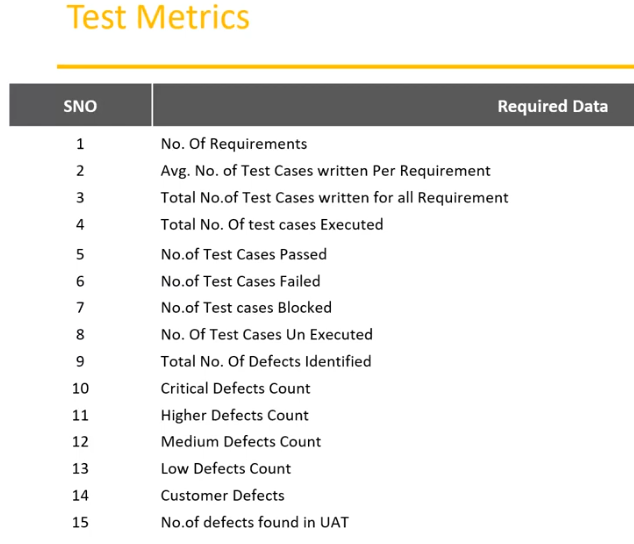 Test Metrics
SNO Required Data
1 No. Of Requirements
2 Avg. No. of Test Cases written Per Requirement
3 Total No.of Test Cases written for all Requirement
4 Total No. Of test cases Executed
5 No.of Test Cases Passed
6 No.of Test Cases Failed
7 No.of Test cases Blocked
8 No. Of Test Cases Un Executed
9 Total No. Of Defects Identified
10 Critical Defects Count
11 Higher Defects Count
12 Medium Defects Count
13 Low Defects Count
14 Customer Defects
15 No.of defects found in UAT